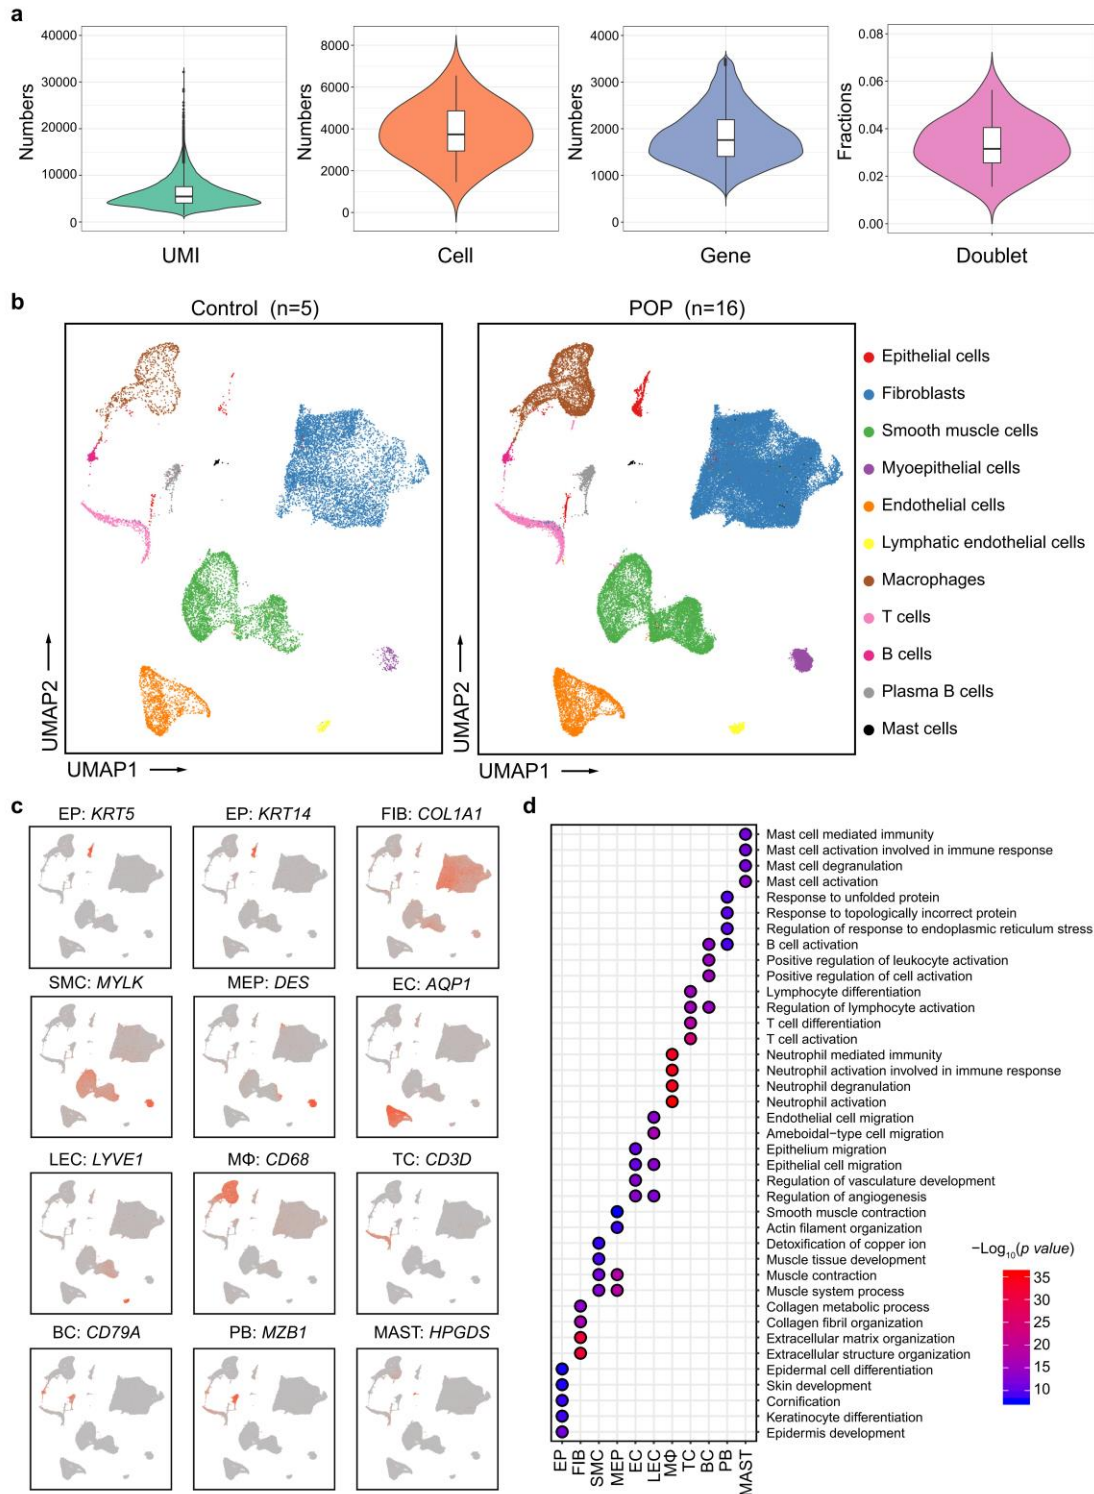 a
40000
30000
20000
10000
0
Numbers
UMI
8000
6000
4000
2000
0
Numbers
Cell
4000
3000
2000
1000
0
Numbers
Gene
0.08
0.06
0.04
0.02
0.00
Fractions
Doublet
b
Control (n=5)
POP (n=16)
UMAP2
UMAP1
UMAP2
UMAP1
Epithelial cells
Fibroblasts
Smooth muscle cells
Myoepithelial cells
Endothelial cells
Lymphatic endothelial cells
Macrophages
T cells
B cells
Plasma B cells
Mast cells
c
EP: KRT5
EP: KRT14
FIB: COL1A1
SMC: MYLK
MEP: DES
EC: AQP1
LEC: LYVE1
MΦ: CD68
TC: CD3D
BC: CD79A
PB: MZB1
MAST: HPGDS
d
Mast cell mediated immunity
Mast cell activation involved in immune response
Mast cell degranulation
Mast cell activation
Response to unfolded protein
Response to topologically incorrect protein
Regulation of response to endoplasmic reticulum stress
B cell activation
Positive regulation of leukocyte activation
Positive regulation of cell activation
Lymphocyte differentiation
Regulation of lymphocyte activation
T cell differentiation
T cell activation
Neutrophil mediated immunity
Neutrophil activation involved in immune response
Neutrophil degranulation
Neutrophil activation
Endothelial cell migration
Ameboidal−type cell migration
Epithelium migration
Epithelial cell migration
Regulation of vasculature development
Regulation of angiogenesis
Smooth muscle contraction
Actin filament organization
Detoxification of copper ion
Muscle tissue development
Muscle contraction
Muscle system process
Collagen metabolic process
Collagen fibril organization
Extracellular matrix organization
Extracellular structure organization
Epidermal cell differentiation
Skin development
Cornification
Keratinocyte differentiation
Epidermis development
EP
FIB
SMC
MEP
EC
LEC
MΦ
TC
BC
PB
MAST
−Log10(p value)
35
30
25
20
15
10